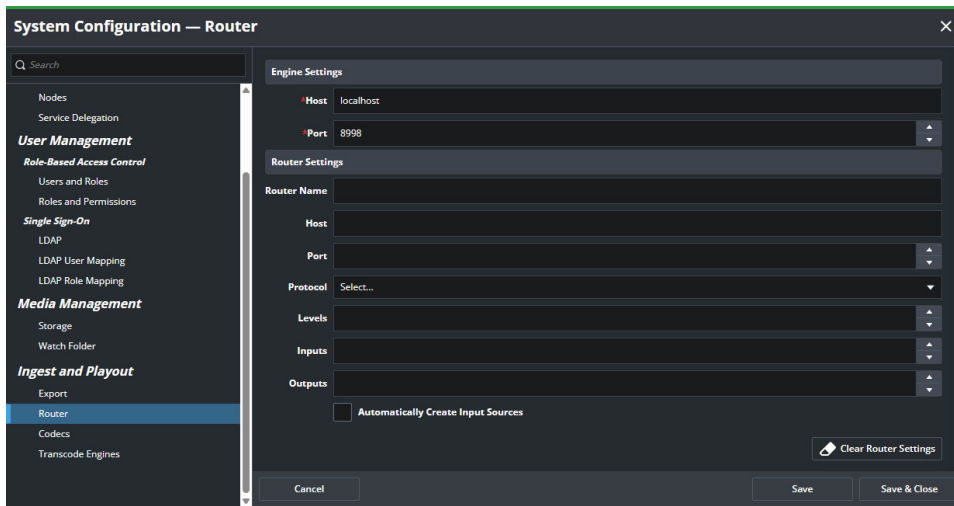 System Configuration — Router
Search
Nodes
Service Delegation
User Management
Role-Based Access Control
Users and Roles
Roles and Permissions
Single Sign-On
LDAP
LDAP User Mapping
LDAP Role Mapping
Media Management
Storage
Watch Folder
Ingest and Playout
Export
Router
Codecs
Transcode Engines
Engine Settings
*Host localhost
*Port 8998
Router Settings
Router Name
Host
Port
Protocol Select...
Levels
Inputs
Outputs
Automatically Create Input Sources
Clear Router Settings
Cancel Save Save & Close